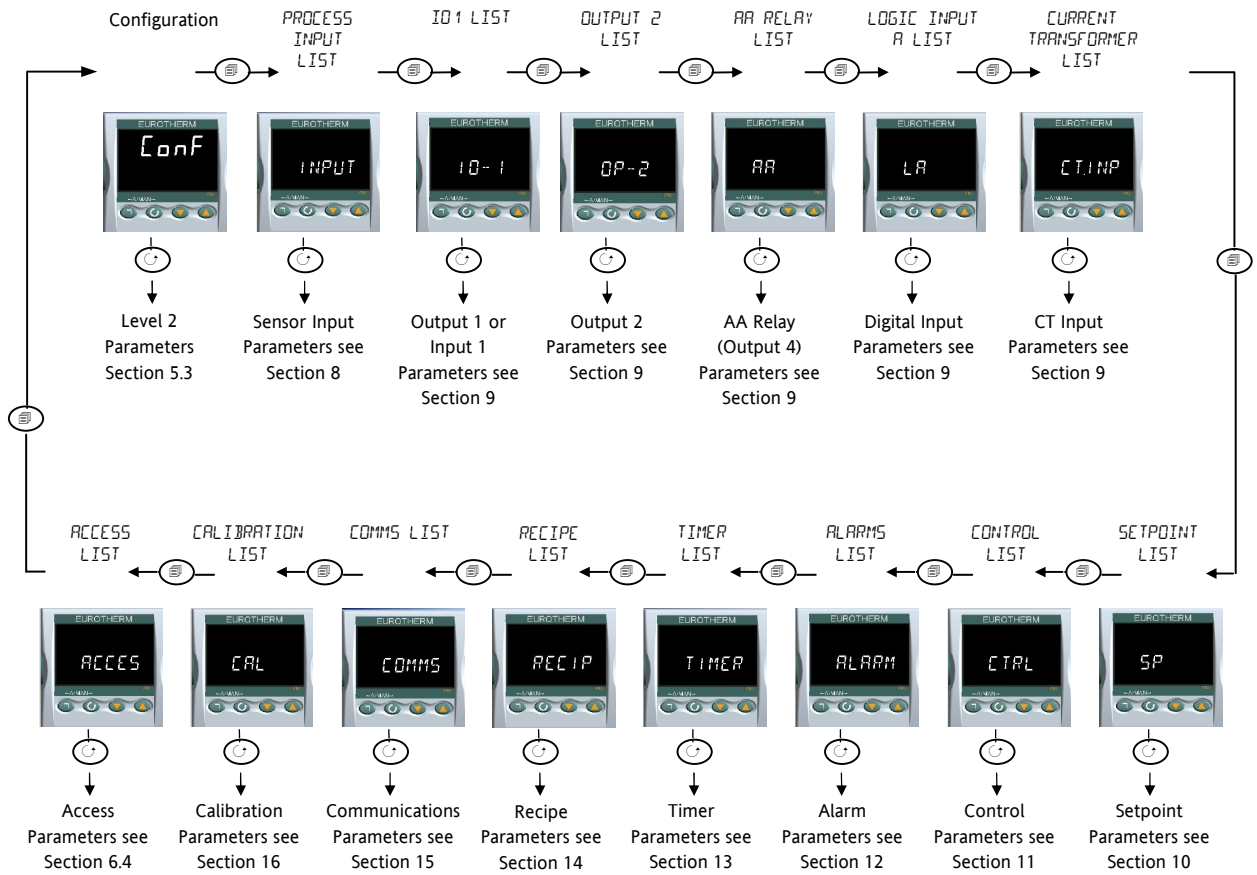 Configuration
PROCESS
INPUT
LIST
IO 1 LIST
OUTPUT 2
LIST
AA RELAY
LIST
LOGIC INPUT
A LIST
CURRENT
TRANSFORMER
LIST
EUROTHERM
ConF
EUROTHERM
INPUT
EUROTHERM
IO-1
EUROTHERM
OP-2
EUROTHERM
AA
EUROTHERM
LA
EUROTHERM
CT.INP
Level 2
Parameters
Section 5.3
Sensor Input
Parameters see
Section 8
Output 1 or
Input 1
Parameters see
Section 9
Output 2
Parameters see
Section 9
AA Relay
(Output 4)
Parameters see
Section 9
Digital Input
Parameters see
Section 9
CT Input
Parameters see
Section 9
ACCESS
LIST
CALIBRATION
LIST
COMMS LIST
RECIPE
LIST
TIMER
LIST
ALARMS
LIST
CONTROL
LIST
SETPOINT
LIST
EUROTHERM
ACCES
EUROTHERM
CAL
EUROTHERM
COMMS
EUROTHERM
RECIP
EUROTHERM
TIMER
EUROTHERM
ALARM
EUROTHERM
CTRL
EUROTHERM
SP
Access
Parameters see
Section 6.4
Calibration
Parameters see
Section 16
Communications
Parameters see
Section 15
Recipe
Parameters see
Section 14
Timer
Parameters see
Section 13
Alarm
Parameters see
Section 12
Control
Parameters see
Section 11
Setpoint
Parameters see
Section 10